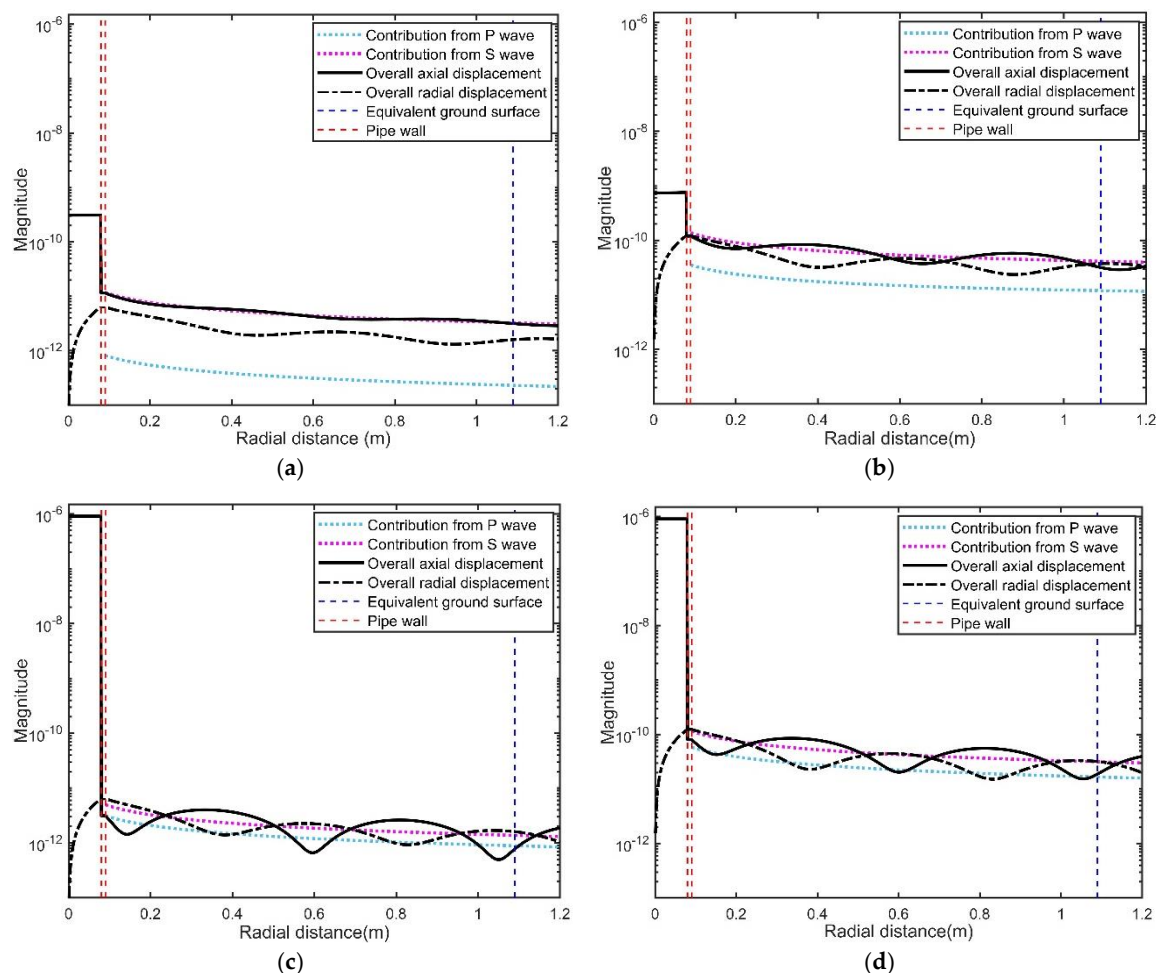 10-6
10-8
10-10
10-12
Magnitude
Contribution from P wave
Contribution from S wave
Overall axial displacement
Overall radial displacement
Equivalent ground surface
Pipe wall
0 0.2 0.4 0.6 0.8 1 1.2
Radial distance (m)
(a)
10-6
10-8
10-10
10-12
Magnitude
Contribution from P wave
Contribution from S wave
Overall axial displacement
Overall radial displacement
Equivalent ground surface
Pipe wall
0 0.2 0.4 0.6 0.8 1 1.2
Radial distance(m)
(b)
10-6
10-8
10-10
10-12
Magnitude
Contribution from P wave
Contribution from S wave
Overall axial displacement
Overall radial displacement
Equivalent ground surface
Pipe wall
0 0.2 0.4 0.6 0.8 1 1.2
Radial distance(m)
(c)
10-6
10-8
10-10
10-12
Magnitude
Contribution from P wave
Contribution from S wave
Overall axial displacement
Overall radial displacement
Equivalent ground surface
Pipe wall
0 0.2 0.4 0.6 0.8 1 1.2
Radial distance(m)
(d)